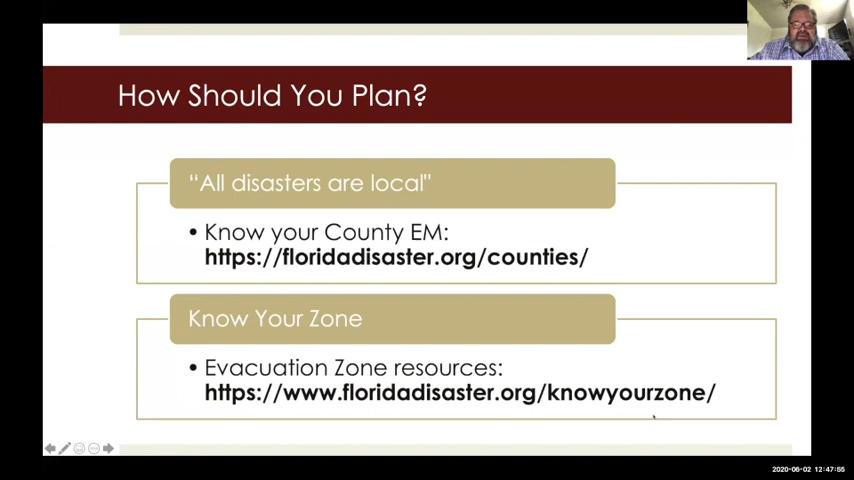 How Should You Plan?
“All disasters are local"
• Know your County EM:
https://floridadisaster.org/counties/
Know Your Zone
• Evacuation Zone resources:
https://www.floridadisaster.org/knowyourzone/
2020-06-02 12:47:55